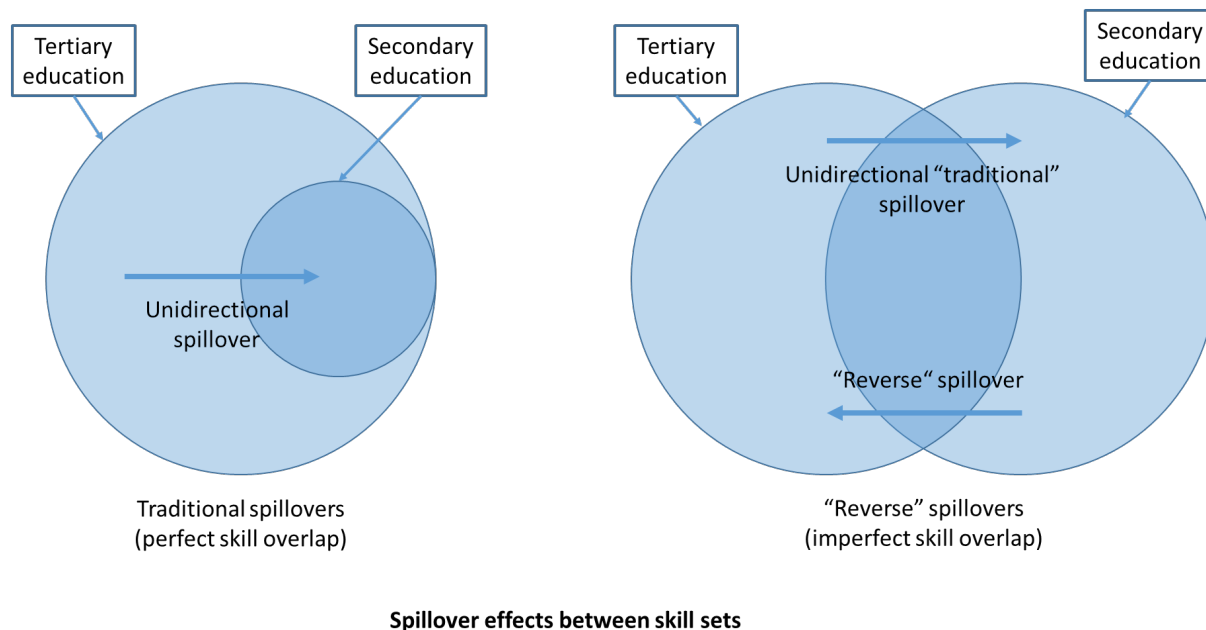 Tertiary
education
Secondary
education
Unidirectional
spillover
Traditional spillovers
(perfect skill overlap)
Tertiary
education
Secondary
education
Unidirectional “traditional”
spillover
“Reverse“ spillover
“Reverse” spillovers
(imperfect skill overlap)
Spillover effects between skill sets